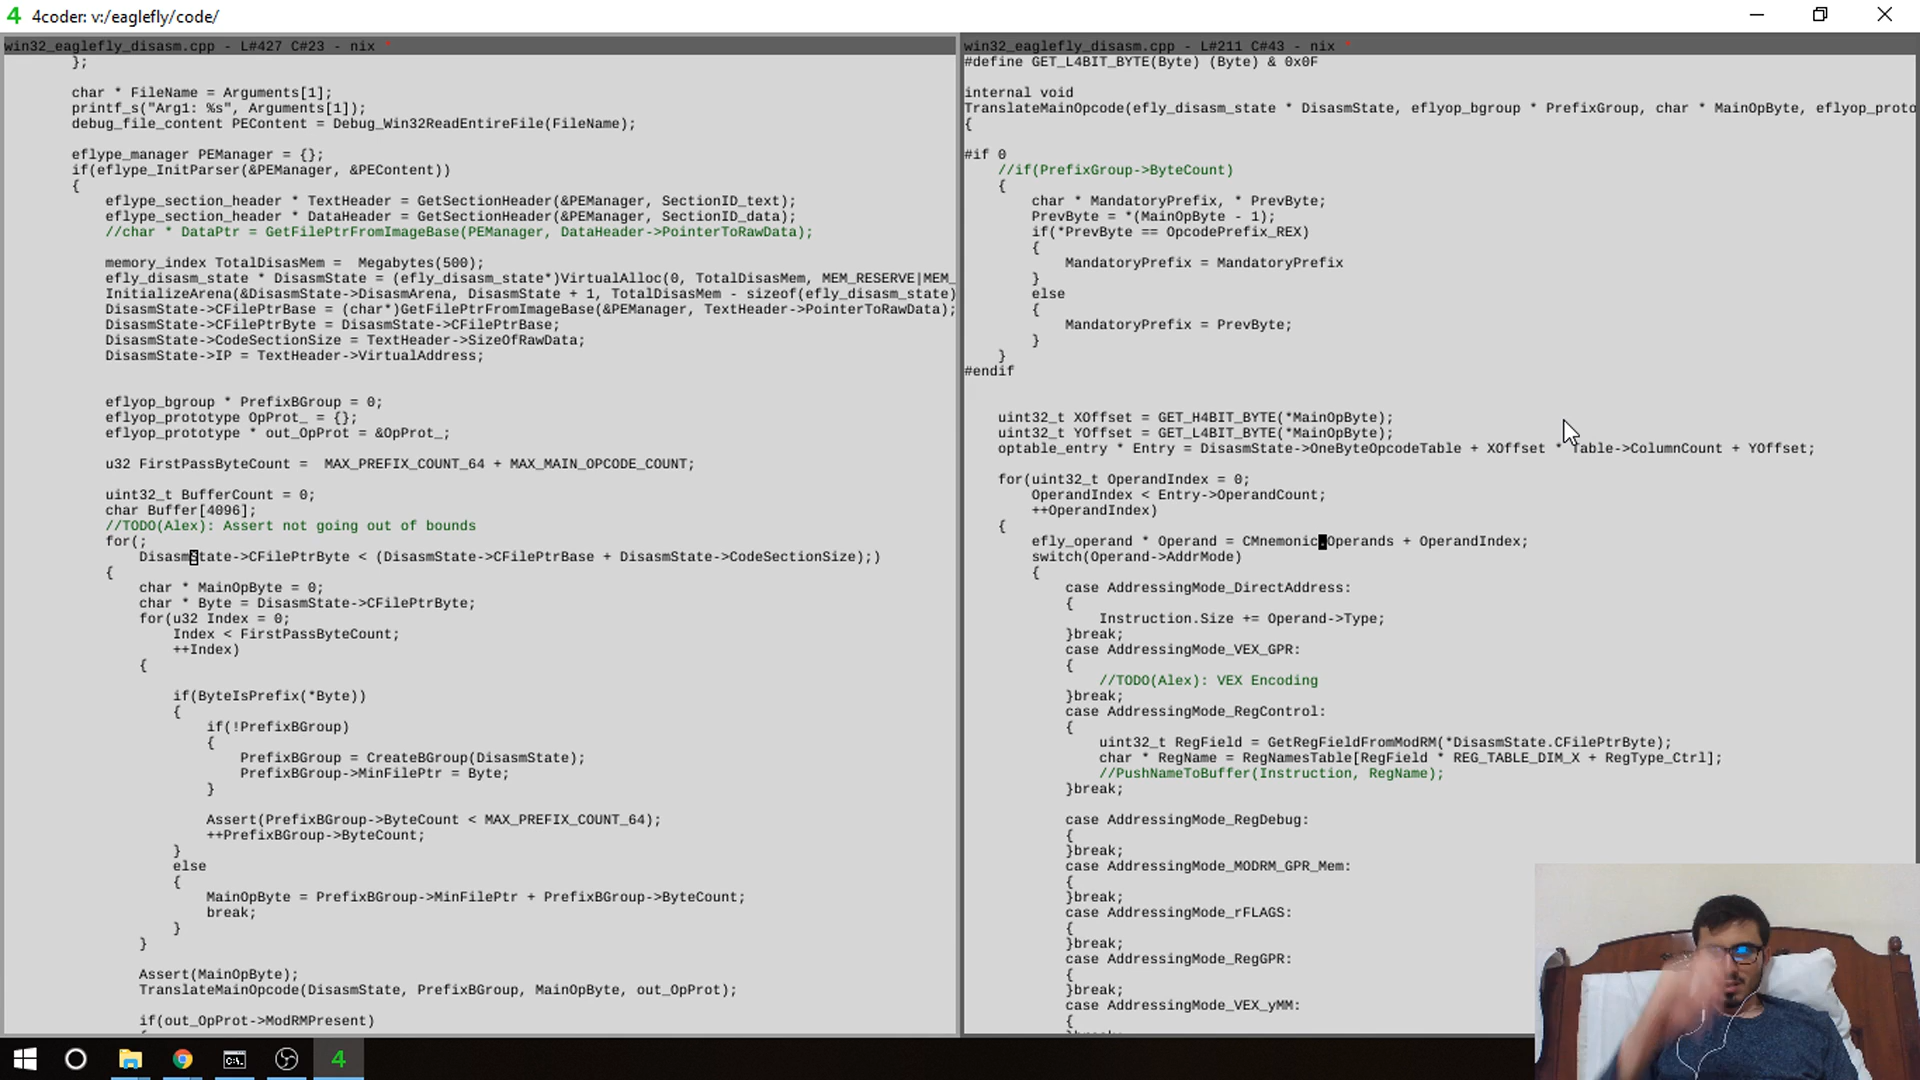 4coder: v:/eaglefly/code/
win32_eaglefly_disasm.cpp - L#427 C#23 - nix *
};
char * FileName = Arguments[1];
printf_s("Arg1: %s", Arguments[1]);
debug_file_content PEContent = Debug_Win32ReadEntireFile(FileName);
eflype_manager PEManager = {};
if(eflype_InitParser(&PEManager, &PEContent))
{
eflype_section_header * TextHeader = GetSectionHeader(&PEManager, SectionID_text);
eflype_section_header * DataHeader = GetSectionHeader(&PEManager, SectionID_data);
//char * DataPtr = GetFilePtrFromImageBase(PEManager, DataHeader->PointerToRawData);
memory_index TotalDisasMem =  Megabytes(500);
efly_disasm_state * DisasmState = (efly_disasm_state*)VirtualAlloc(0, TotalDisasMem, MEM_RESERVE|MEM_
InitializeArena(&DisasmState->DisasmArena, DisasmState + 1, TotalDisasMem - sizeof(efly_disasm_state)
DisasmState->CFilePtrBase = (char*)GetFilePtrFromImageBase(&PEManager, TextHeader->PointerToRawData);
DisasmState->CFilePtrByte = DisasmState->CFilePtrBase;
DisasmState->CodeSectionSize = TextHeader->SizeOfRawData;
DisasmState->IP = TextHeader->VirtualAddress;
eflyop_bgroup * PrefixBGroup = 0;
eflyop_prototype OpProt_ = {};
eflyop_prototype * out_OpProt = &OpProt_;
u32 FirstPassByteCount =  MAX_PREFIX_COUNT_64 + MAX_MAIN_OPCODE_COUNT;
uint32_t BufferCount = 0;
char Buffer[4096];
//TODO(Alex): Assert not going out of bounds
for(;
DisasmState->CFilePtrByte < (DisasmState->CFilePtrBase + DisasmState->CodeSectionSize);)
{
char * MainOpByte = 0;
char * Byte = DisasmState->CFilePtrByte;
for(u32 Index = 0;
Index < FirstPassByteCount;
++Index)
{
if(ByteIsPrefix(*Byte))
{
if(!PrefixBGroup)
{
PrefixBGroup = CreateBGroup(DisasmState);
PrefixBGroup->MinFilePtr = Byte;
}
Assert(PrefixBGroup->ByteCount < MAX_PREFIX_COUNT_64);
++PrefixBGroup->ByteCount;
}
else
{
MainOpByte = PrefixBGroup->MinFilePtr + PrefixBGroup->ByteCount;
break;
}
}
Assert(MainOpByte);
TranslateMainOpcode(DisasmState, PrefixBGroup, MainOpByte, out_OpProt);
if(out_OpProt->ModRMPresent)
win32_eaglefly_disasm.cpp - L#211 C#43 - nix *
#define GET_L4BIT_BYTE(Byte) (Byte) & 0x0F
internal void
TranslateMainOpcode(efly_disasm_state * DisasmState, eflyop_bgroup * PrefixGroup, char * MainOpByte, eflyop_proto
{
#if 0
//if(PrefixGroup->ByteCount)
{
char * MandatoryPrefix, * PrevByte;
PrevByte = *(MainOpByte - 1);
if(*PrevByte == OpcodePrefix_REX)
{
MandatoryPrefix = MandatoryPrefix
}
else
{
MandatoryPrefix = PrevByte;
}
}
#endif
uint32_t XOffset = GET_H4BIT_BYTE(*MainOpByte);
uint32_t YOffset = GET_L4BIT_BYTE(*MainOpByte);
optable_entry * Entry = DisasmState->OneByteOpcodeTable + XOffset * Table->ColumnCount + YOffset;
for(uint32_t OperandIndex = 0;
OperandIndex < Entry->OperandCount;
++OperandIndex)
{
efly_operand * Operand = CMnemonic.Operands + OperandIndex;
switch(Operand->AddrMode)
{
case AddressingMode_DirectAddress:
{
Instruction.Size += Operand->Type;
}break;
case AddressingMode_VEX_GPR:
{
//TODO(Alex): VEX Encoding
}break;
case AddressingMode_RegControl:
{
uint32_t RegField = GetRegFieldFromModRM(*DisasmState.CFilePtrByte);
char * RegName = RegNamesTable[RegField * REG_TABLE_DIM_X + RegType_Ctrl];
//PushNameToBuffer(Instruction, RegName);
}break;
case AddressingMode_RegDebug:
{
}break;
case AddressingMode_MODRM_GPR_Mem:
{
}break;
case AddressingMode_rFLAGS:
{
}break;
case AddressingMode_RegGPR:
{
}break;
case AddressingMode_VEX_yMM:
{